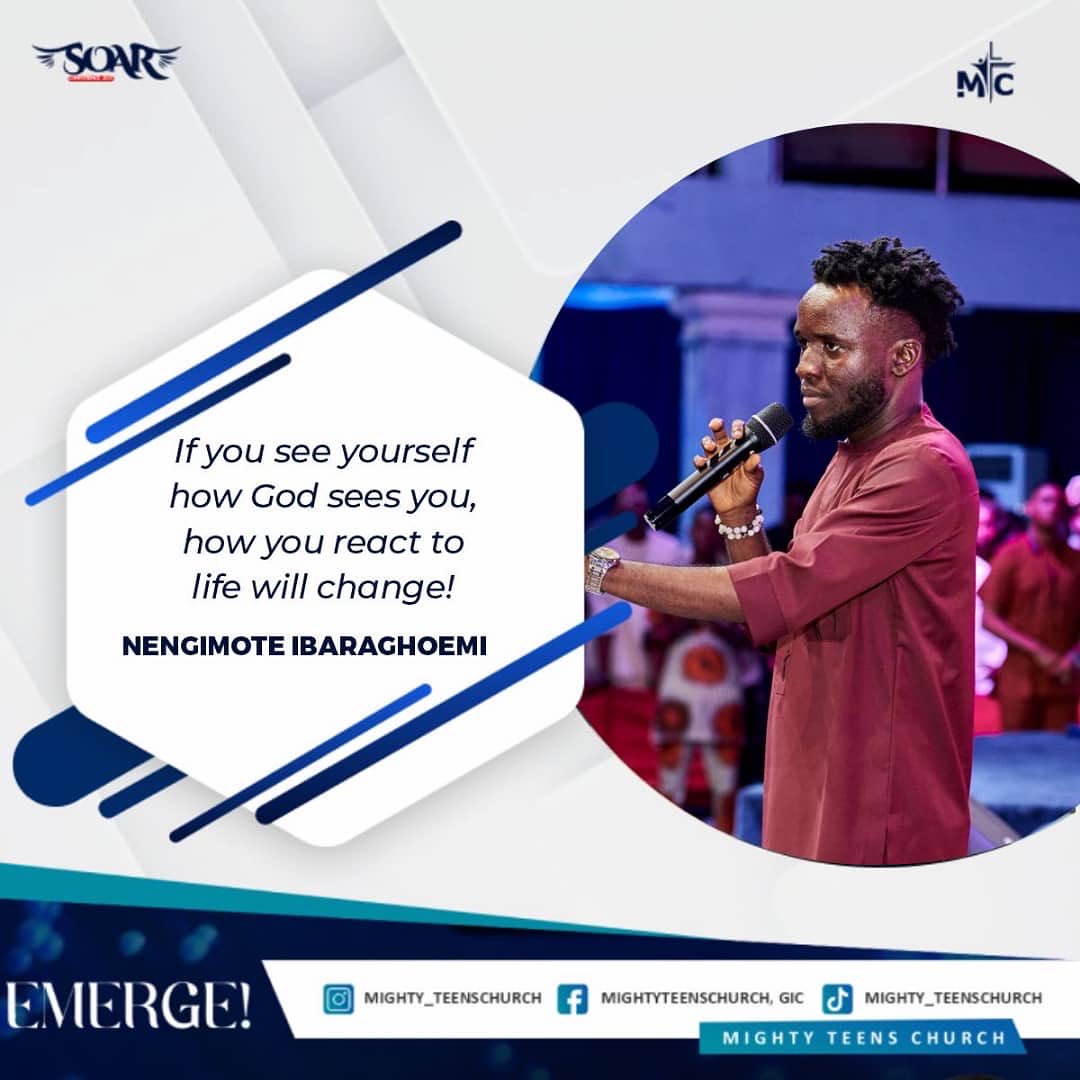 SOAR
MTC
If you see yourself
how God sees you,
how you react to
life will change!
NENGIMOTE IBARAGHOEMI
EMERGE!
MIGHTY_TEENSCHURCH
MIGHTYTEENSCHURCH, GIC
MIGHTY_TEENSCHURCH
MIGHTY TEENS CHURCH